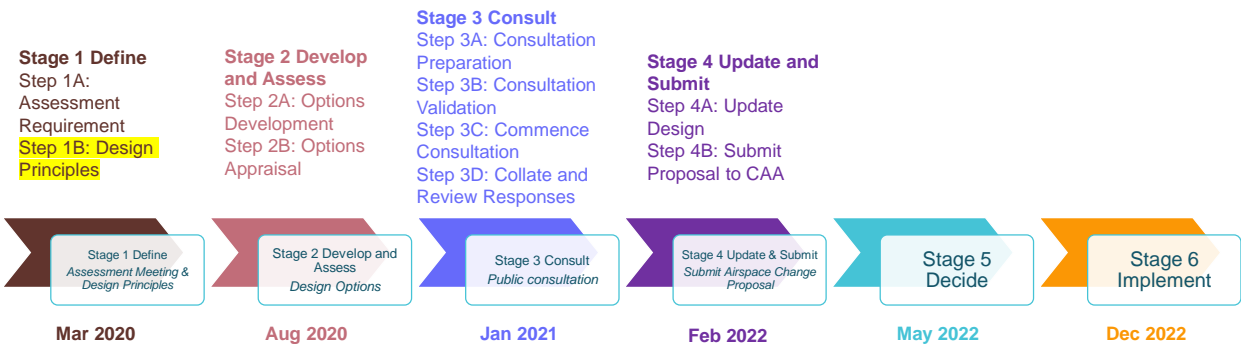 Stage 1 Define
Step 1A:
Assessment
Requirement
Step 1B: Design
Principles
Stage 2 Develop
and Assess
Step 2A: Options
Development
Step 2B: Options
Appraisal
Stage 3 Consult
Step 3A: Consultation
Preparation
Step 3B: Consultation
Validation
Step 3C: Commence
Consultation
Step 3D: Collate and
Review Responses
Stage 4 Update and
Submit
Step 4A: Update
Design
Step 4B: Submit
Proposal to CAA
Stage 1 Define
Assessment Meeting &
Design Principles
Stage 2 Develop and
Assess
Design Options
Stage 3 Consult
Public consultation
Stage 4 Update & Submit
Submit Airspace Change
Proposal
Stage 5
Decide
Stage 6
Implement
Mar 2020
Aug 2020
Jan 2021
Feb 2022
May 2022
Dec 2022